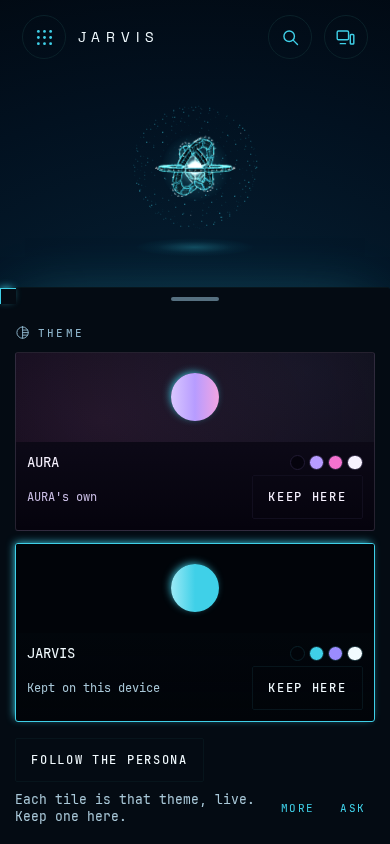 JARVIS
THEME
AURA
AURA's own
KEEP HERE
JARVIS
Kept on this device
KEEP HERE
FOLLOW THE PERSONA
Each tile is that theme, live.
Keep one here.
MORE ASK